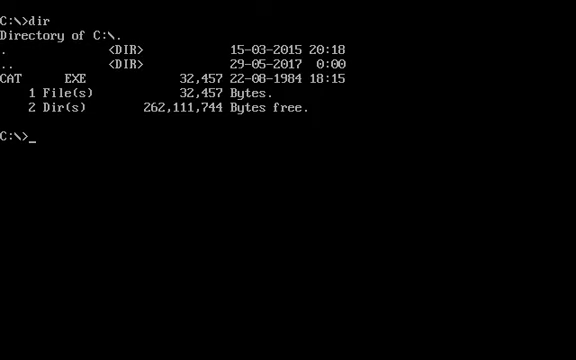 C:\>dir
Directory of C:\.
.              <DIR>            15-03-2015 20:18
..             <DIR>            29-05-2017  0:00
CAT      EXE             32,457 22-08-1984 18:15
    1 File(s)             32,457 Bytes.
    2 Dir(s)         262,111,744 Bytes free.
C:\>_